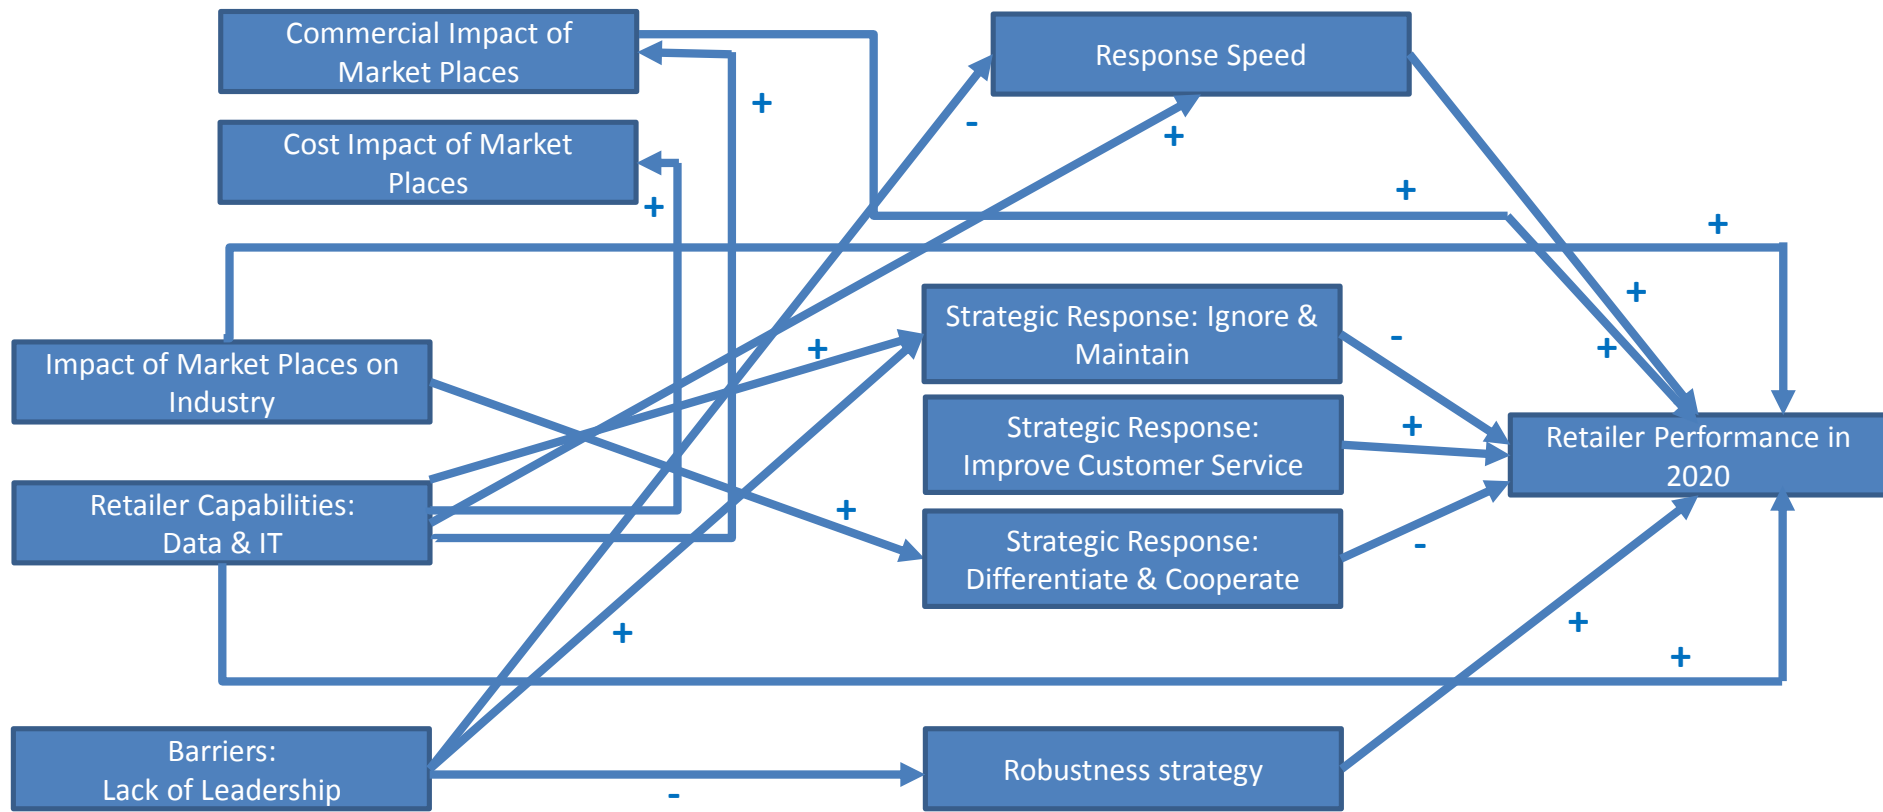 Commercial Impact of
Market Places
Response Speed
+
-
+
Cost Impact of Market
Places
+
+
+
Strategic Response: Ignore &
Maintain
+
+
-
+
Impact of Market Places on
Industry
Strategic Response:
Improve Customer Service
+
Retailer Performance in
2020
Retailer Capabilities:
Data & IT
+
Strategic Response:
Differentiate & Cooperate
-
+
+
+
Barriers:
Lack of Leadership
-
Robustness strategy